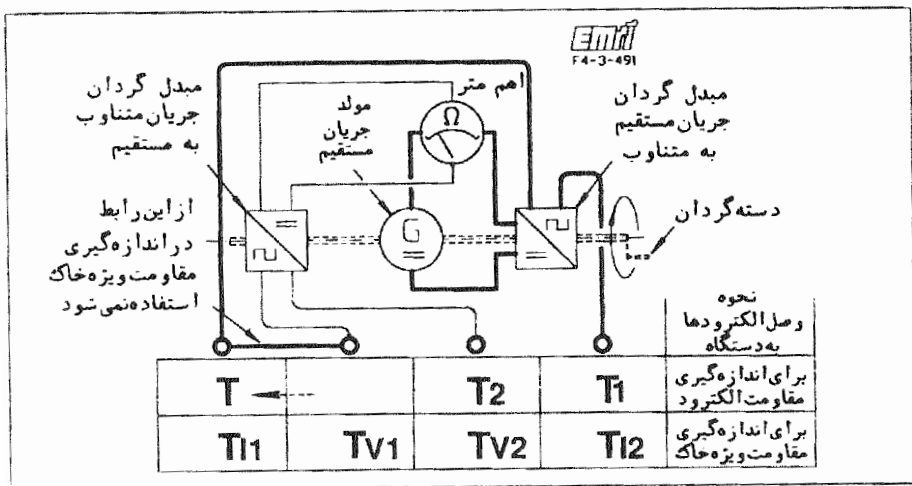 Emri
F4-3-491
اهم متر
Ω
مبدل گردان
جریان متناوب
به مستقیم
مولد
جریان
مستقیم
G
مبدل گردان
جریان مستقیم
به متناوب
دسته گردان
از این رابط
در اندازه گیری
مقاومت ویژه خاک
استفاده نمی شود
نحوه
وصل الکترودها
به دستگاه
برای اندازه گیری
مقاومت الکترود
T1
T2
T
برای اندازه گیری
مقاومت ویژه خاک
TI2
TV2
TV1
TI1